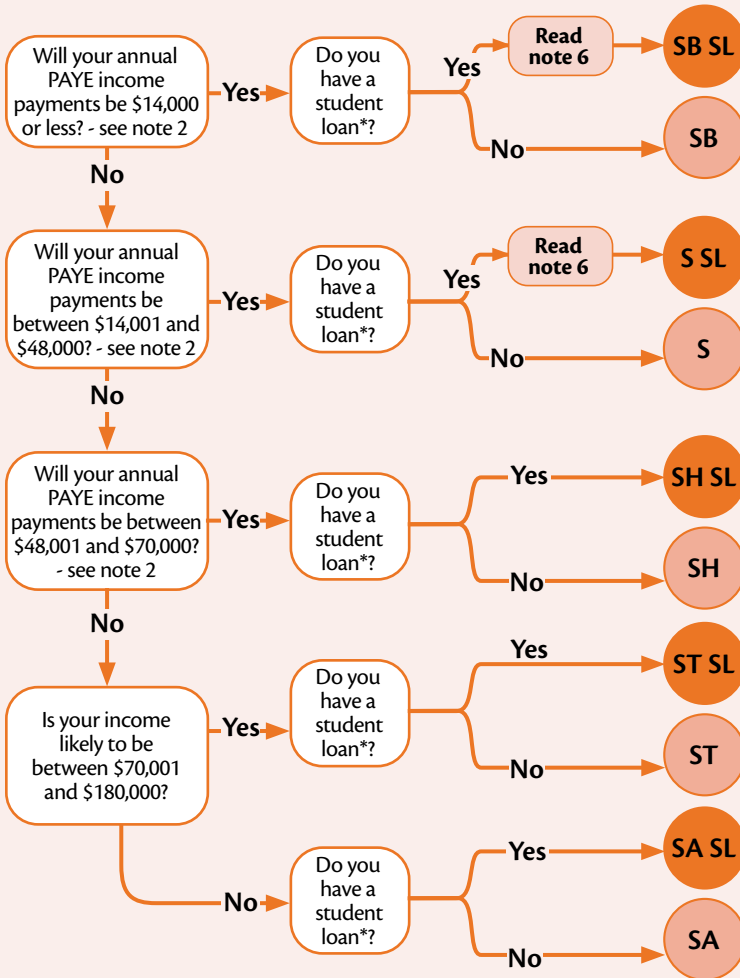 Will your annual
PAYE income
payments be $14,000
or less? - see note 2
Yes
Do you
have a
student
loan*?
Yes
Read
note 6
SB SL
No
SB
No
Will your annual
PAYE income
payments be
between $14,001 and
$48,000? - see note 2
Yes
Do you
have a
student
loan*?
Yes
Read
note 6
S SL
No
S
No
Will your annual
PAYE income
payments be between
$48,001 and $70,000?
- see note 2
Yes
Do you
have a
student
loan*?
Yes
SH SL
No
SH
No
Is your income
likely to be
between $70,001
and $180,000?
Yes
Do you
have a
student
loan*?
Yes
ST SL
No
ST
No
Do you
have a
student
loan*?
Yes
SA SL
No
SA